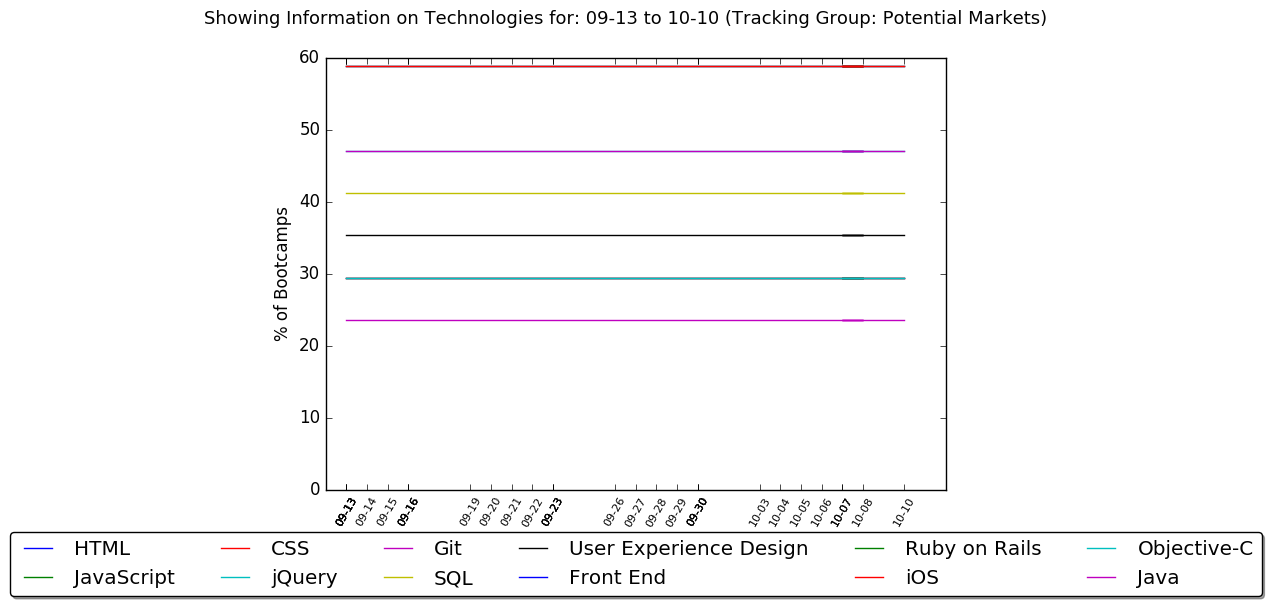 Showing Information on Technologies for: 09-13 to 10-10 (Tracking Group: Potential Markets)
60
50
40
30
20
10
0
% of Bootcamps
09-13 09-14 09-15 09-16 09-19 09-20 09-21 09-22 09-23 09-26 09-27 09-28 09-29 09-30 10-03 10-04 10-05 10-06 10-07 10-08 10-10
HTML CSS Git User Experience Design Ruby on Rails Objective-C
JavaScript jQuery SQL Front End iOS Java